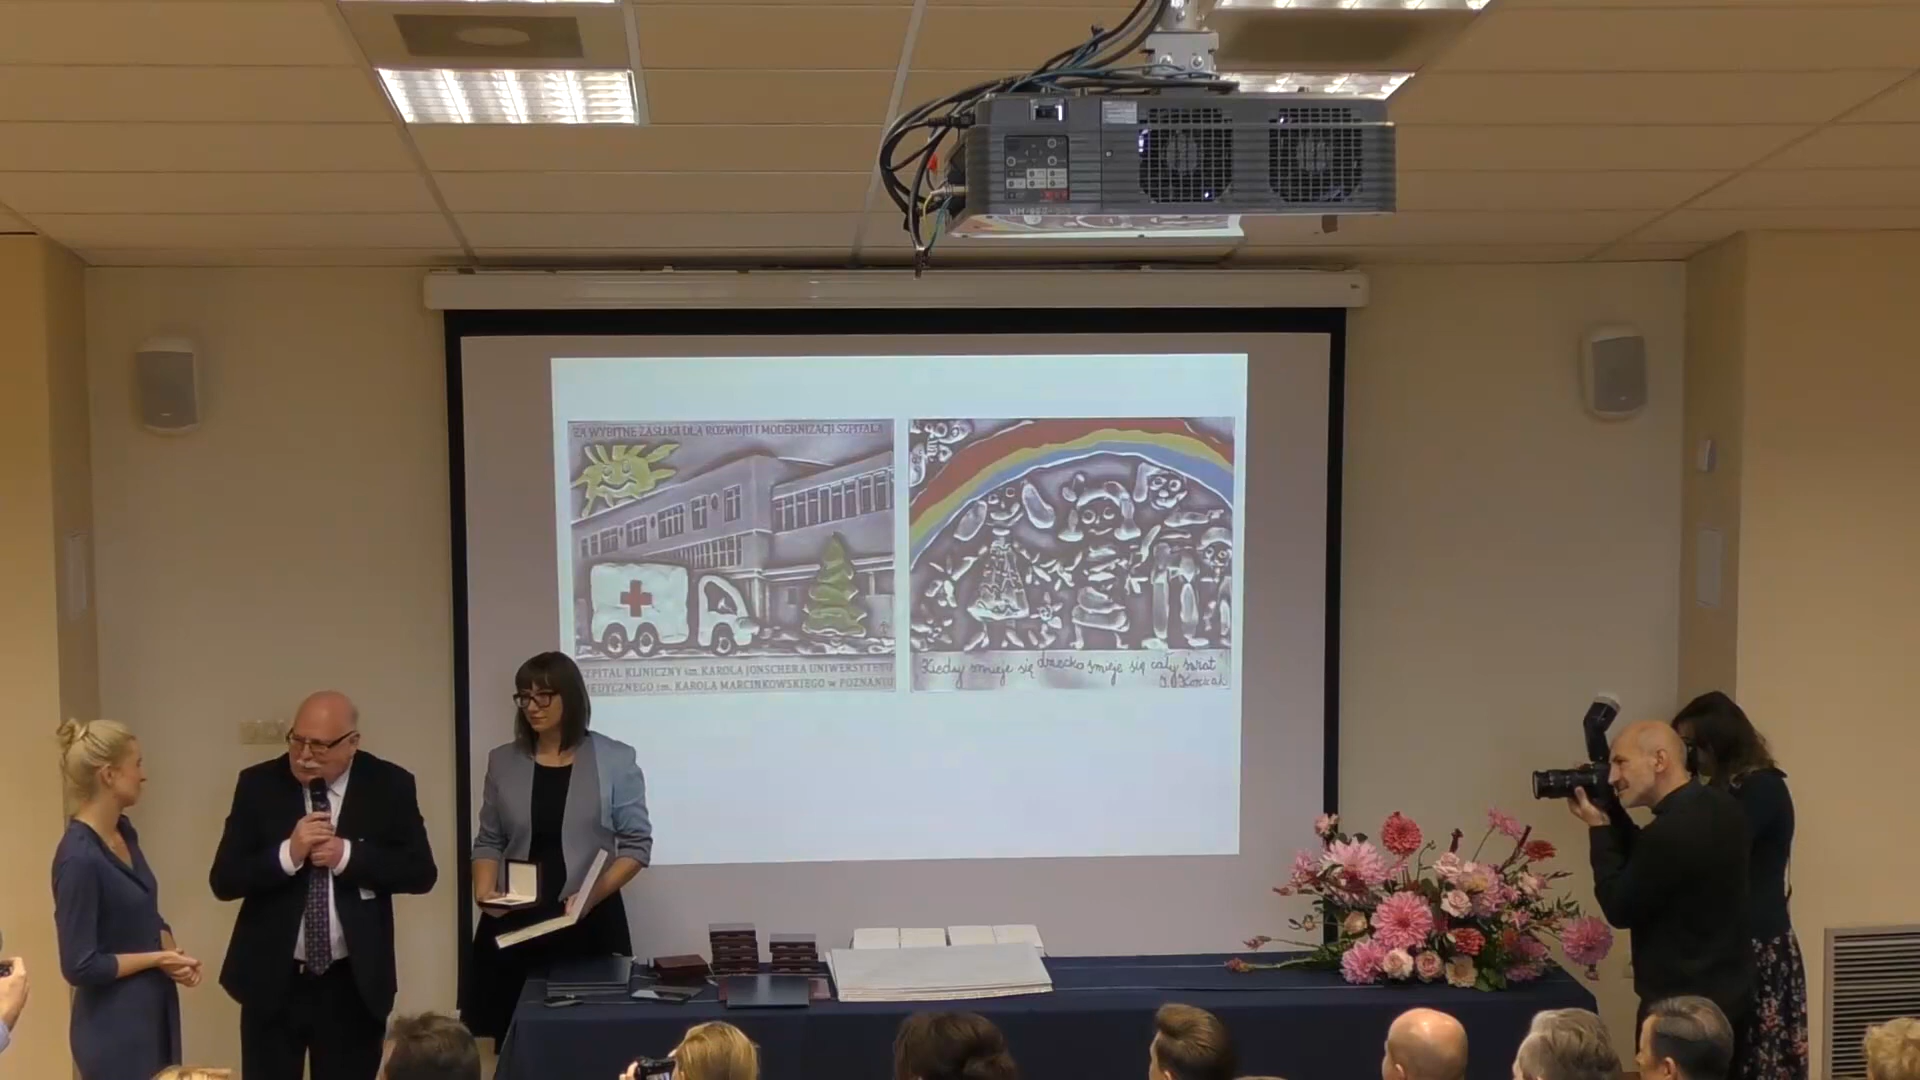 ZA WYBITNE ZASŁUGI DLA ROZWOJU I MODERNIZACJI SZPITALA
SZPITAL KLINICZNY im. KAROLA JONSCHERA UNIWERSYTETU
MEDYCZNEGO im. KAROLA MARCINKOWSKIEGO w POZNANIU
Kiedy śmieje się dziecko śmieje się cały świat
J. Korczak